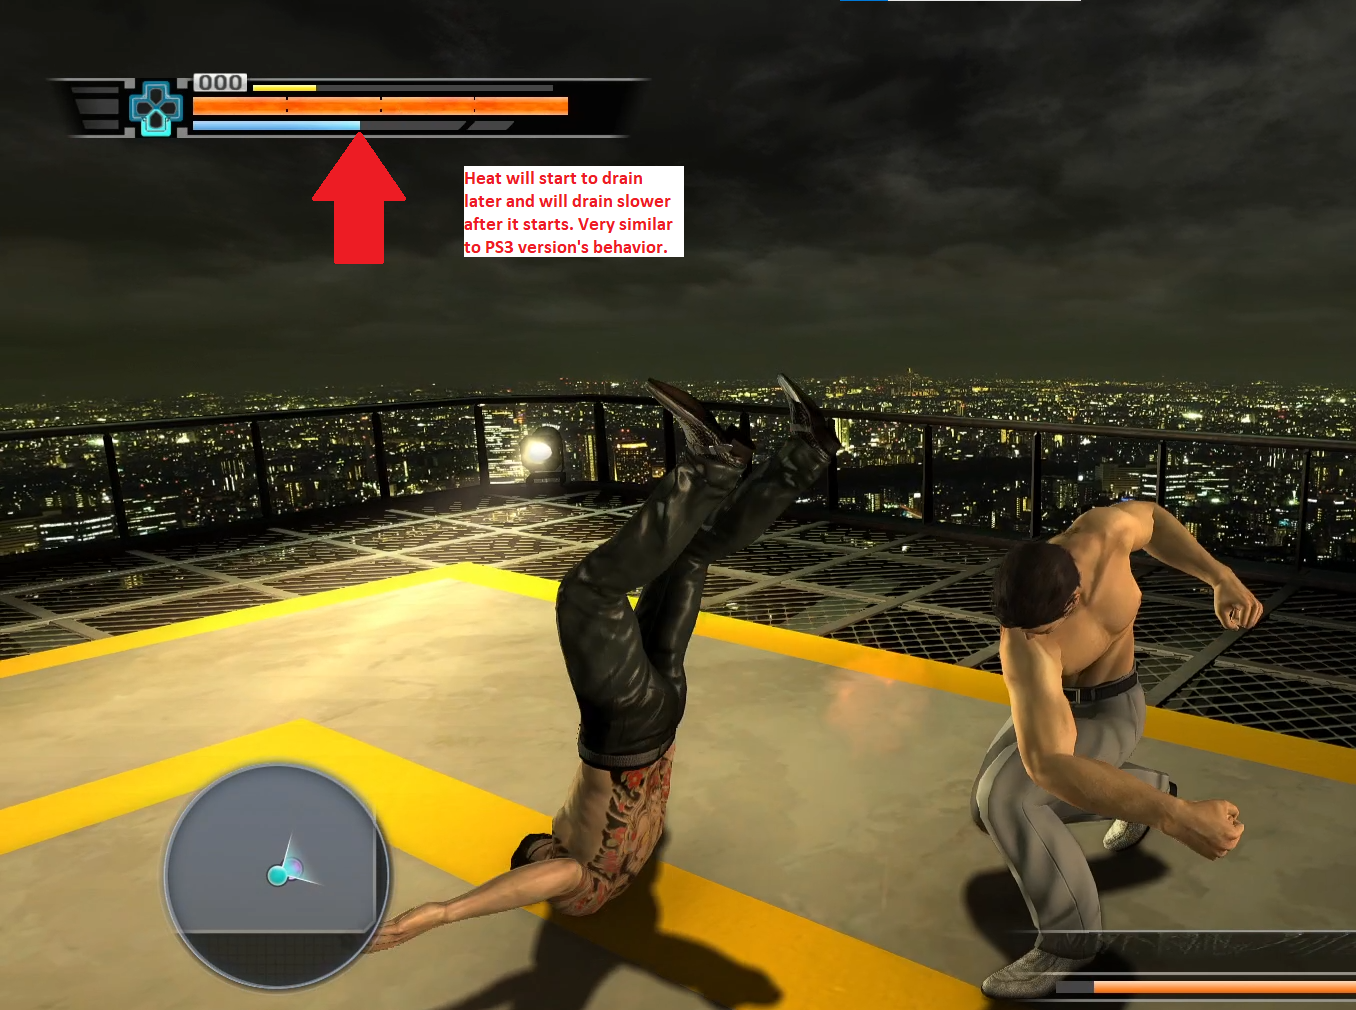 000
Heat will start to drain
later and will drain slower
after it starts. Very similar
to PS3 version's behavior.